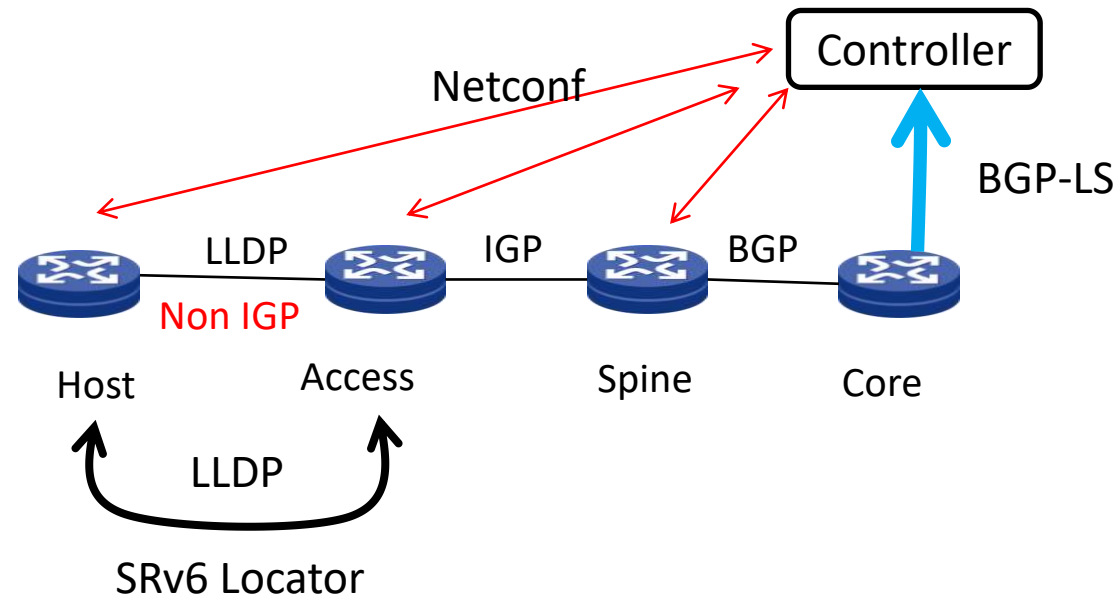 Controller
Netconf
BGP-LS
LLDP
IGP
BGP
Non IGP
Host
Access
Spine
Core
LLDP
SRv6 Locator